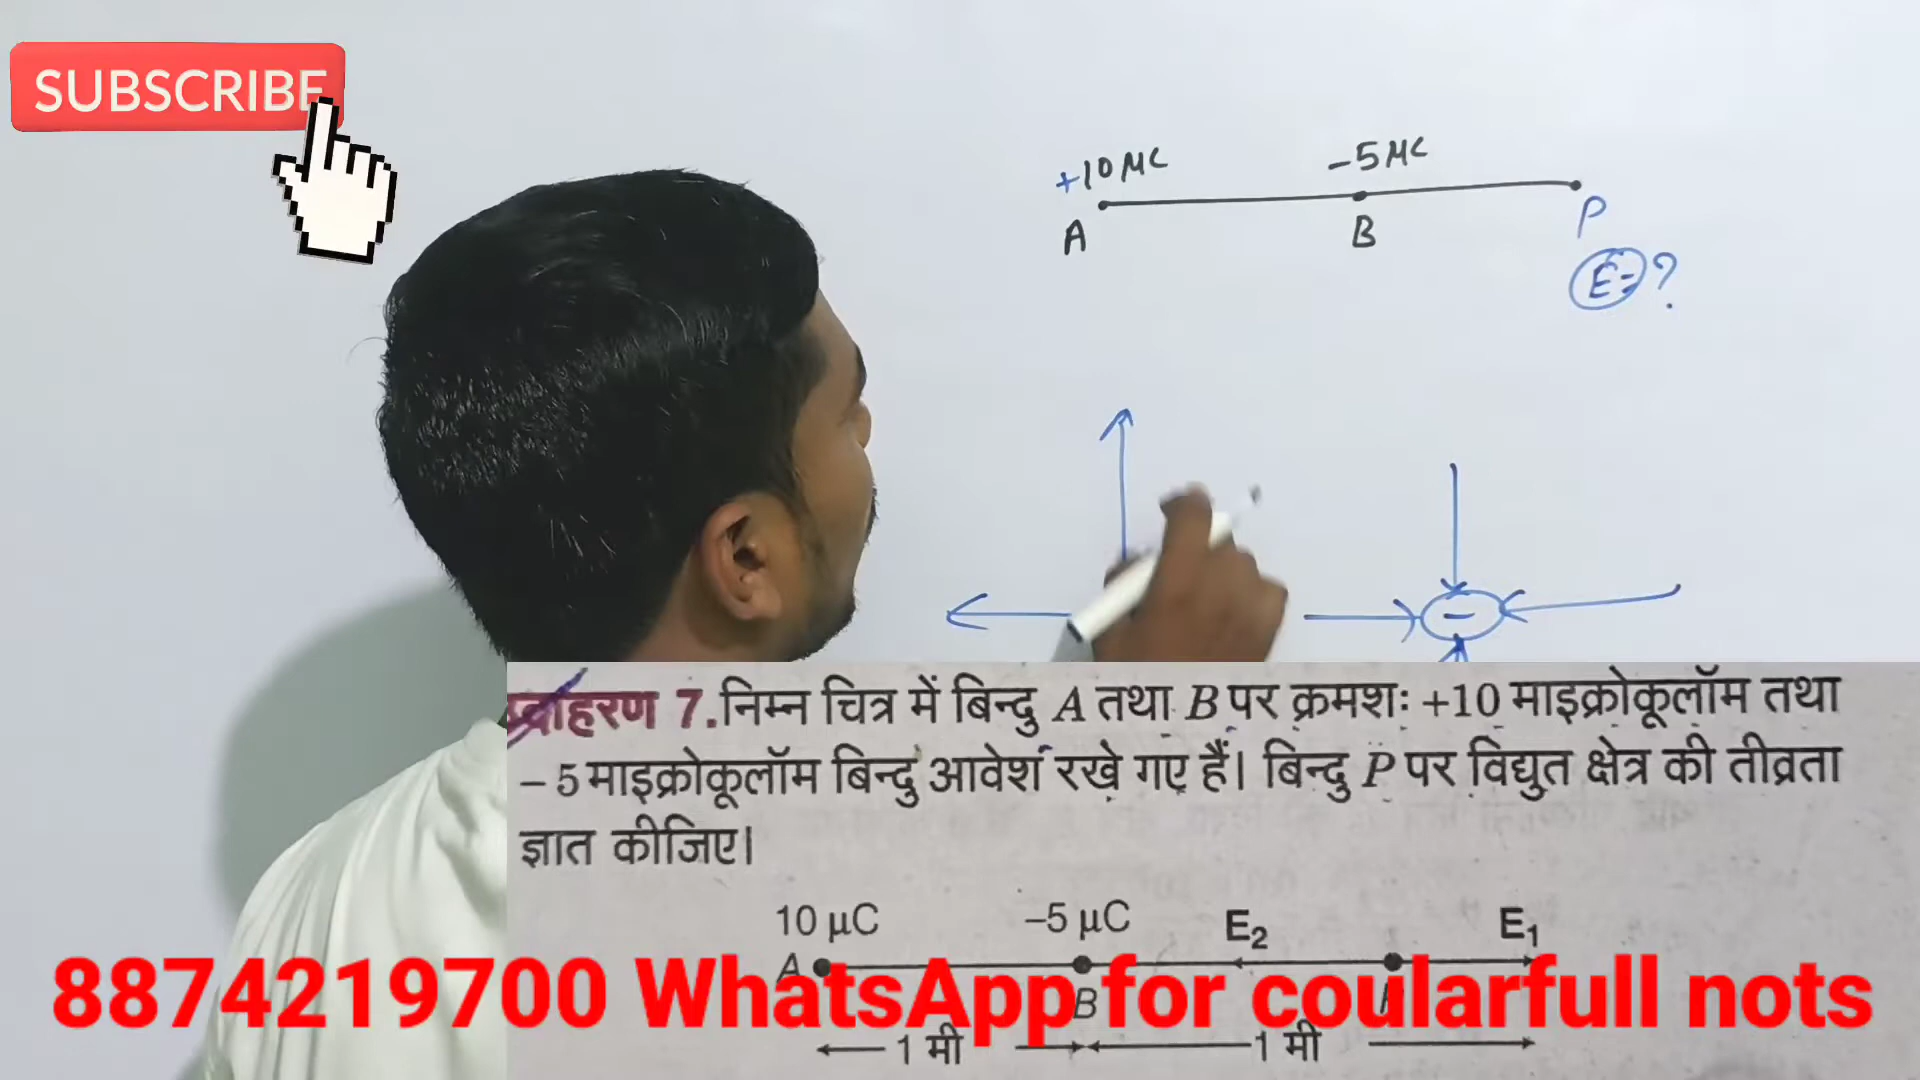 SUBSCRIBE
+10 μC
-5 μC
A
B
P
E=?
-
उदाहरण 7. निम्न चित्र में बिन्दु A तथा B पर क्रमशः +10 माइक्रोकूलॉम तथा
– 5 माइक्रोकूलॉम बिन्दु आवेश रखे गए हैं। बिन्दु P पर विद्युत क्षेत्र की तीव्रता
ज्ञात कीजिए।
10 μC
–5 μC
E₂
E₁
A
8874219700 WhatsApp for coularfull nots
B
1 मी
1 मी